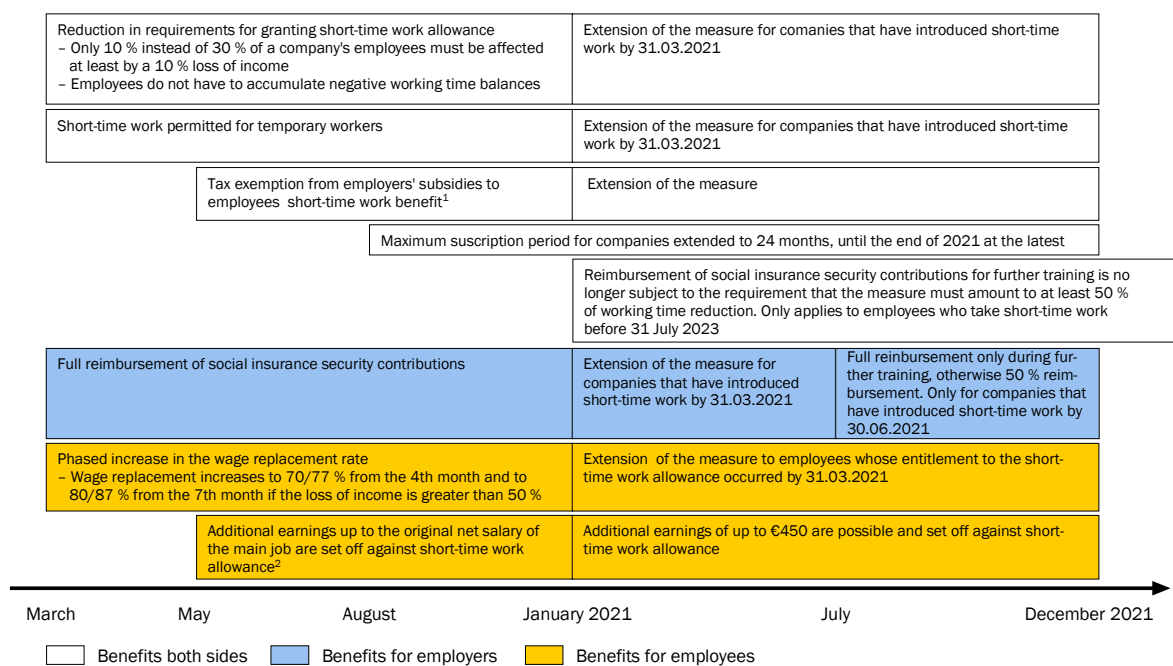 Reduction in requirements for granting short-time work allowance
– Only 10 % instead of 30 % of a company's employees must be affected
at least by a 10 % loss of income
– Employees do not have to accumulate negative working time balances
Extension of the measure for comanies that have introduced short-time
work by 31.03.2021
Short-time work permitted for temporary workers
Extension of the measure for companies that have introduced short-time
work by 31.03.2021
Tax exemption from employers' subsidies to
employees short-time work benefit1
Extension of the measure
Maximum suscription period for companies extended to 24 months, until the end of 2021 at the latest
Reimbursement of social insurance security contributions for further training is no
longer subject to the requirement that the measure must amount to at least 50 %
of working time reduction. Only applies to employees who take short-time work
before 31 July 2023
Full reimbursement of social insurance security contributions
Extension of the measure for
companies that have introduced
short-time work by 31.03.2021
Full reimbursement only during fur-
ther training, otherwise 50 % reim-
bursement. Only for companies that
have introduced short-time work by
30.06.2021
Phased increase in the wage replacement rate
– Wage replacement increases to 70/77 % from the 4th month and to
80/87 % from the 7th month if the loss of income is greater than 50 %
Extension of the measure to employees whose entitlement to the short-
time work allowance occurred by 31.03.2021
Additional earnings up to the original net salary of
the main job are set off against short-time work
allowance2
Additional earnings of up to €450 are possible and set off against short-
time work allowance
March
May
August
January 2021
July
December 2021
Benefits both sides
Benefits for employers
Benefits for employees